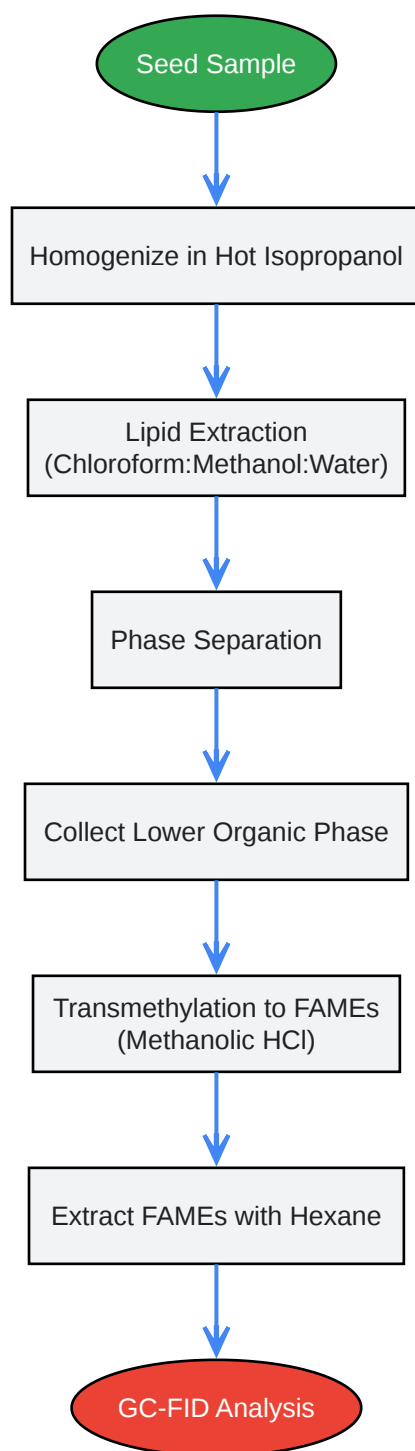 Seed Sample
Homogenize in Hot Isopropanol
Lipid Extraction
(Chloroform:Methanol:Water)
Phase Separation
Collect Lower Organic Phase
Transmethylation to FAMEs
(Methanolic HCl)
Extract FAMEs with Hexane
GC-FID Analysis